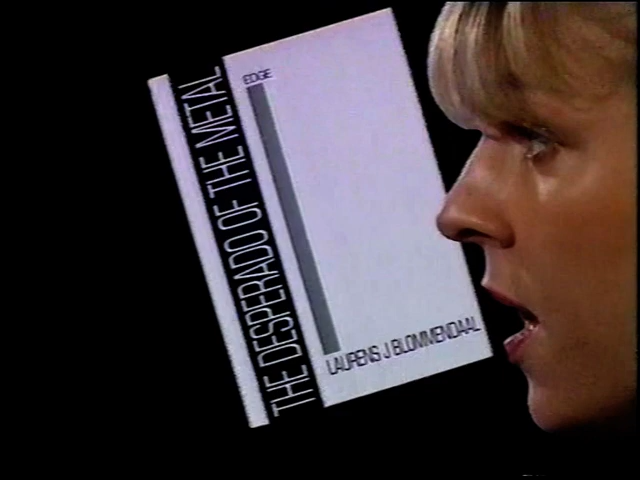 THE DESPERADO OF THE METAL
EDGE
LAURENS J BLOMMENDAAL